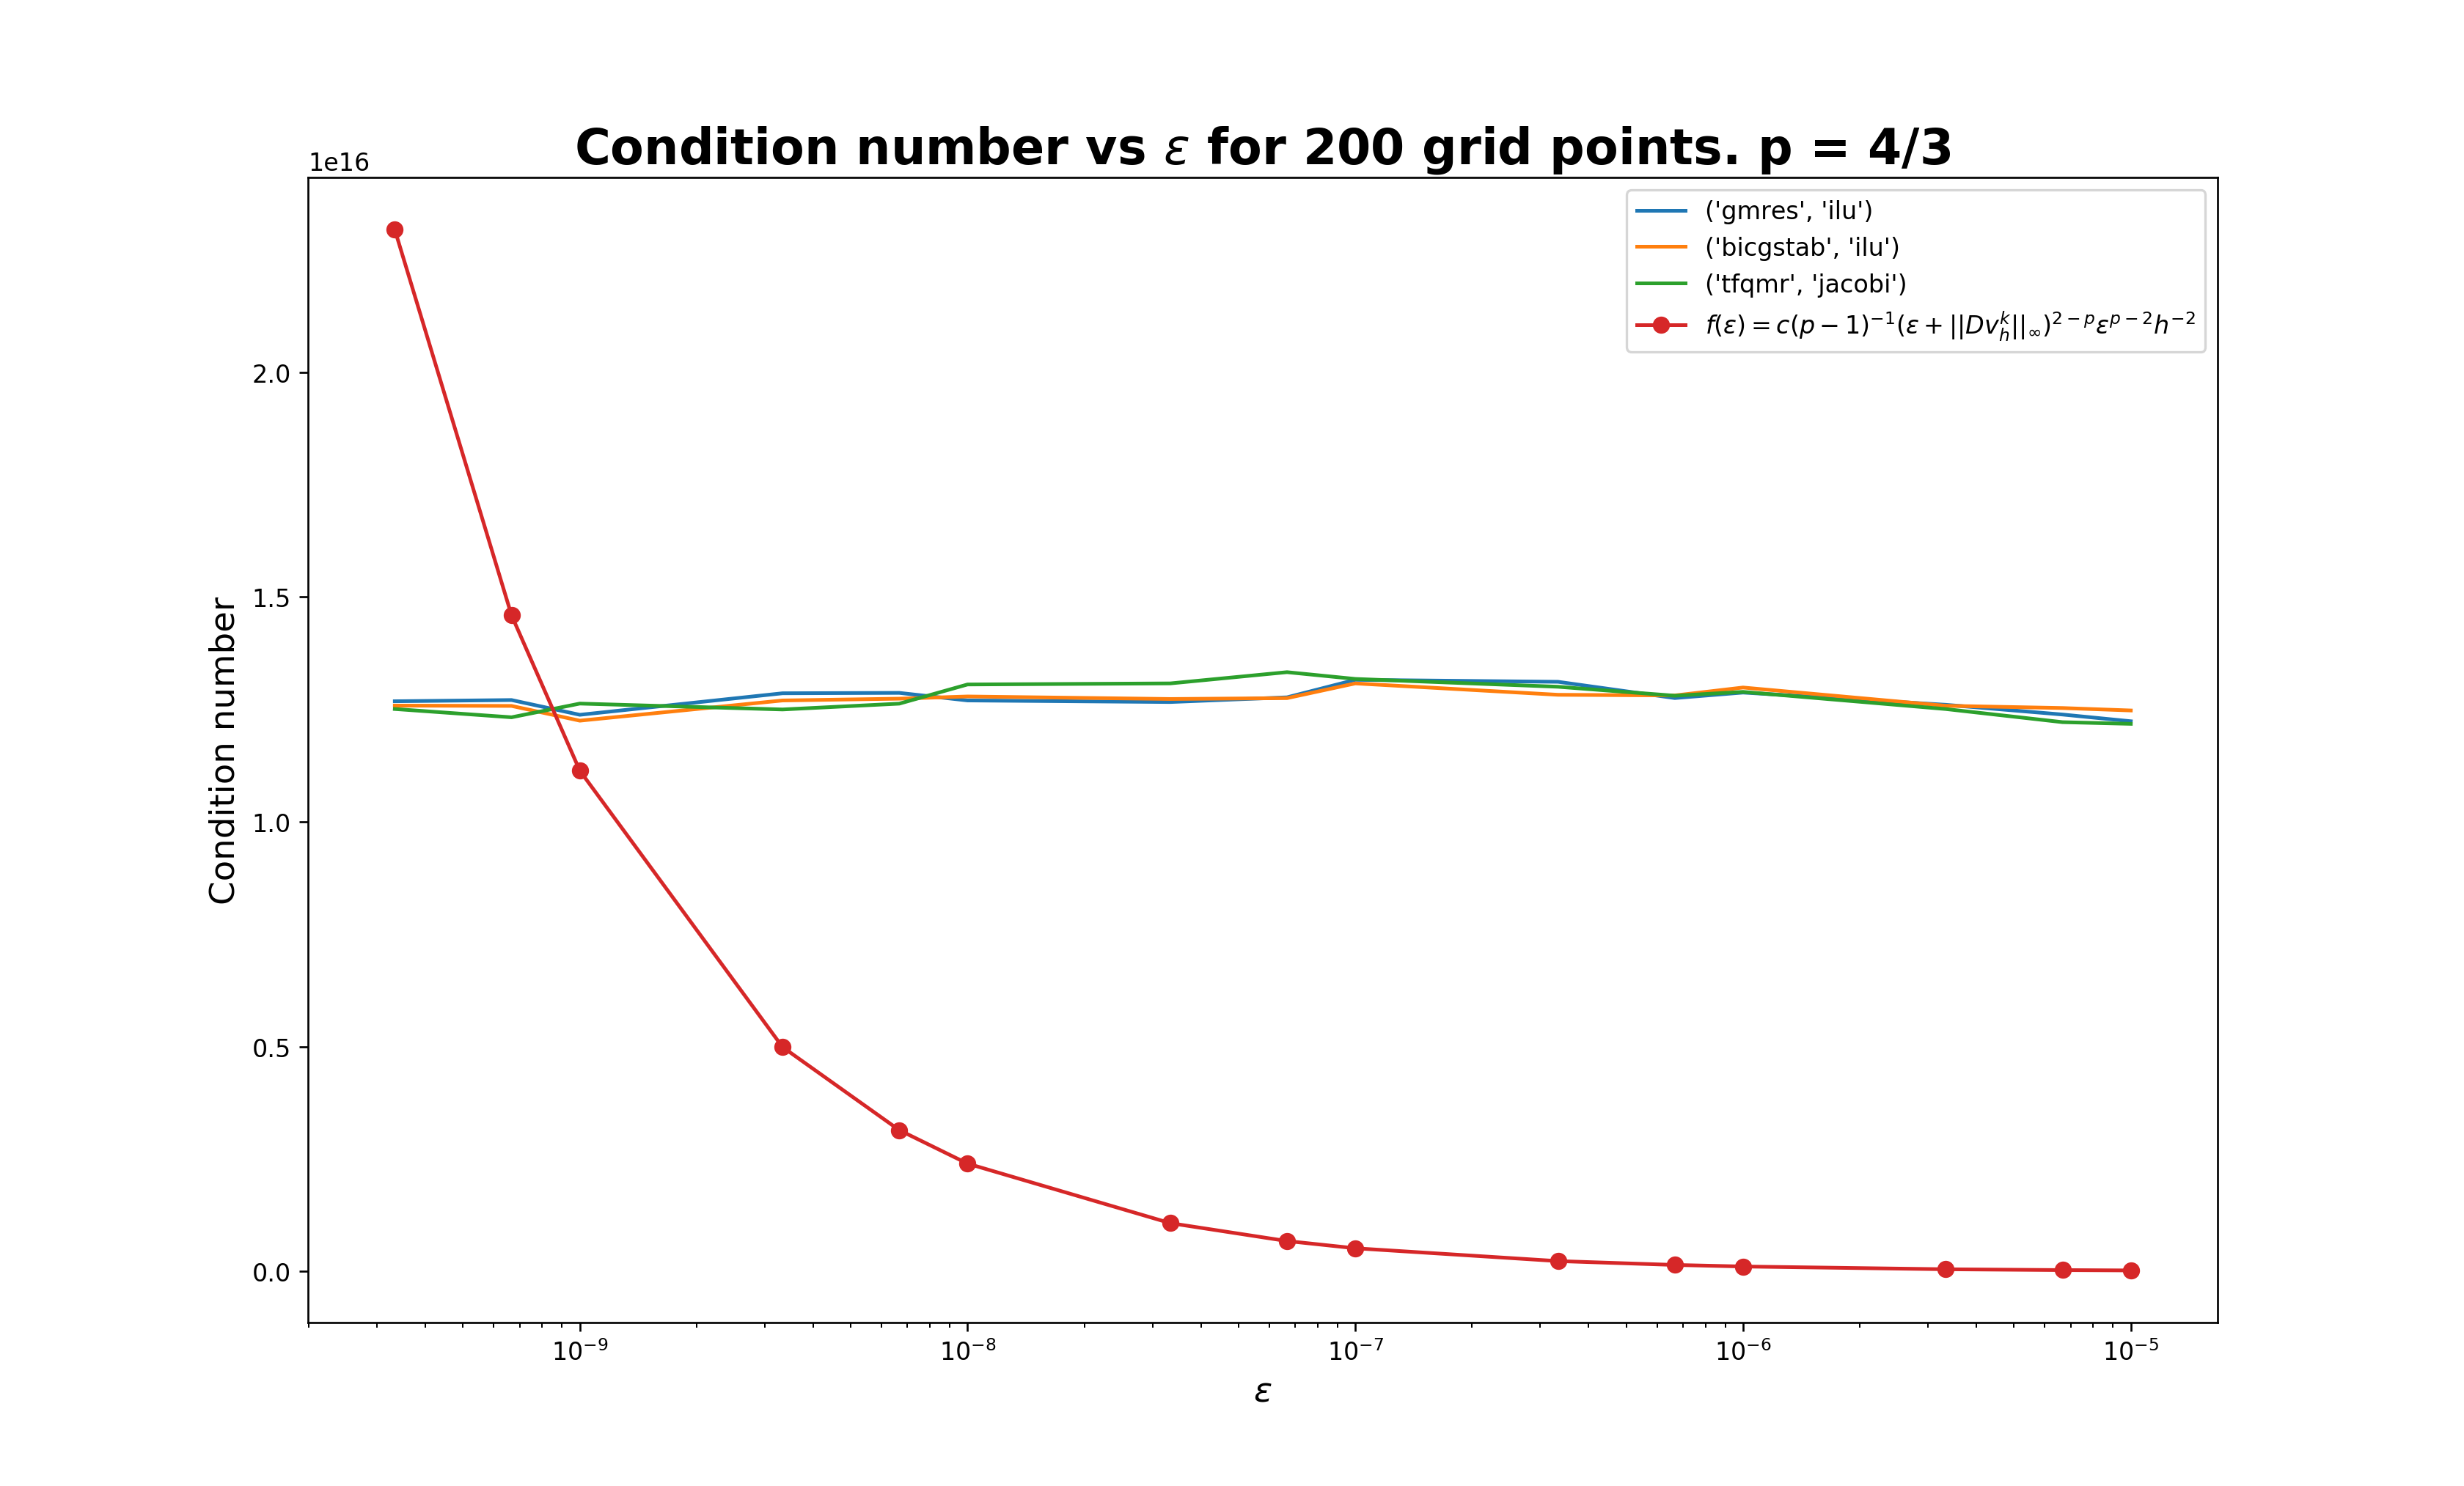 Condition number vs ε for 200 grid points. p = 4/3
1e16
('gmres', 'ilu')
('bicgstab', 'ilu')
('tfqmr', 'jacobi')
f(ε) = c(p − 1)⁻¹(ε + ||Dv_h^k||_∞)^{2−p}ε^{p−2}h⁻²
2.0
1.5
1.0
0.5
0.0
Condition number
10⁻⁹ 10⁻⁸ 10⁻⁷ 10⁻⁶ 10⁻⁵
ε